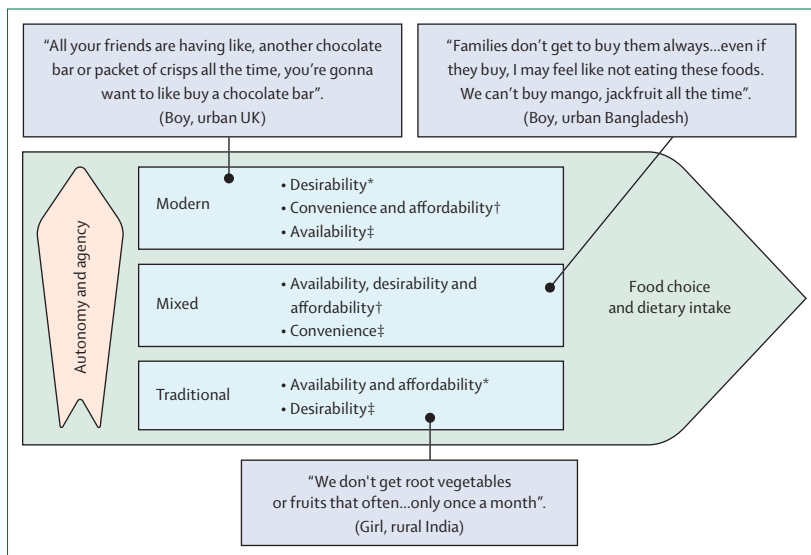 “All your friends are having like, another chocolate
bar or packet of crisps all the time, you’re gonna
want to like buy a chocolate bar”.
(Boy, urban UK)
“Families don’t get to buy them always...even if
they buy, I may feel like not eating these foods.
We can’t buy mango, jackfruit all the time”.
(Boy, urban Bangladesh)
Autonomy and agency
Modern
• Desirability*
• Convenience and affordability†
• Availability‡
Mixed
• Availability, desirability and
affordability†
• Convenience‡
Traditional
• Availability and affordability*
• Desirability‡
Food choice
and dietary intake
“We don't get root vegetables
or fruits that often...only once a month”.
(Girl, rural India)